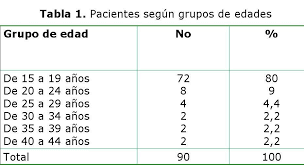 Tabla 1. Pacientes según grupos de edades
Grupo de edad No %
De 15 a 19 años 72 80
De 20 a 24 años 8 9
De 25 a 29 años 4 4,4
De 30 a 34 años 2 2,2
De 35 a 39 años 2 2,2
De 40 a 44 años 2 2,2
Total 90 100